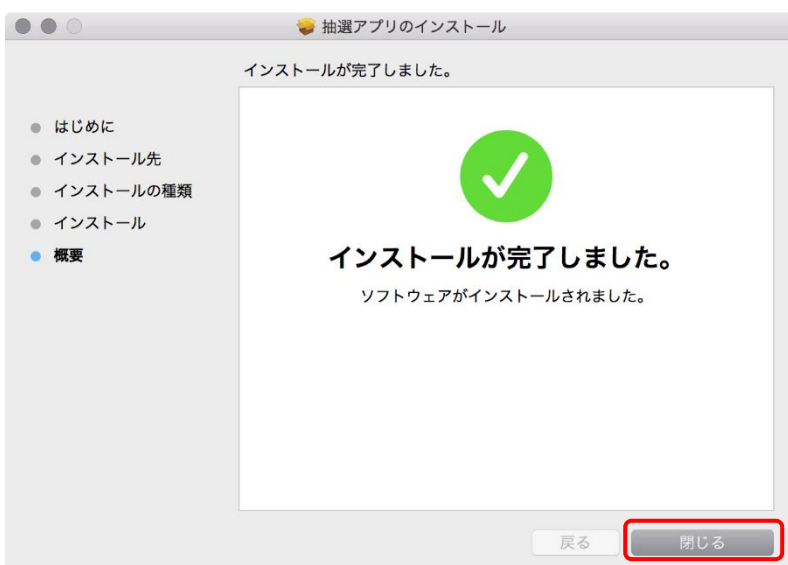 抽選アプリのインストール
インストールが完了しました。
はじめに
インストール先
インストールの種類
インストール
概要
インストールが完了しました。
ソフトウェアがインストールされました。
戻る
閉じる